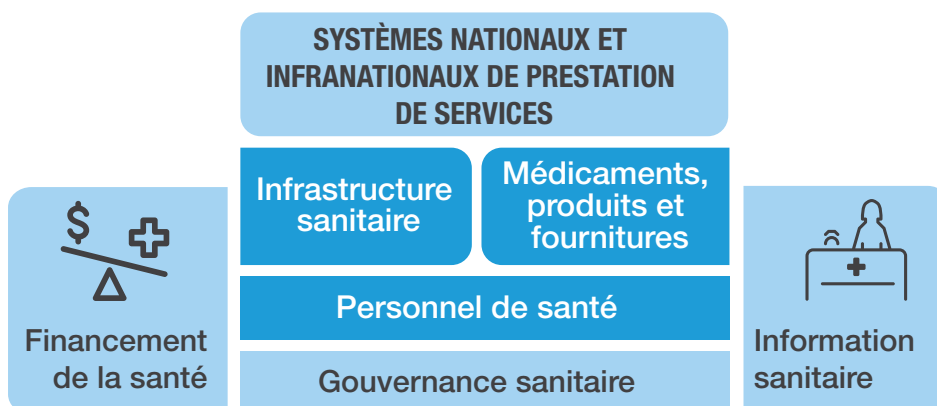 SYSTÈMES NATIONAUX ET
INFRANATIONAUX DE PRESTATION
DE SERVICES
Infrastructure
sanitaire
Médicaments,
produits et
fournitures
Personnel de santé
Gouvernance sanitaire
$
Financement
de la santé
Information
sanitaire